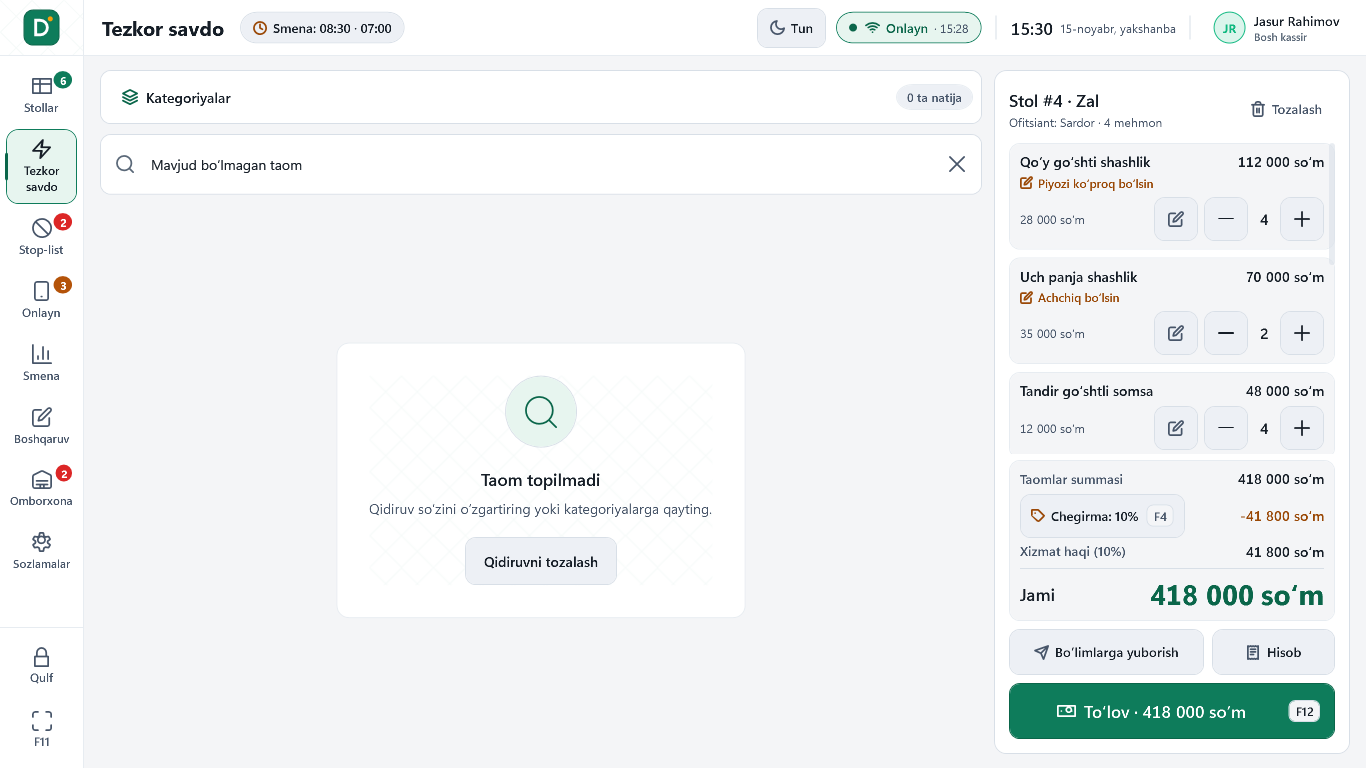 D
Tezkor savdo
Smena: 08:30 · 07:00
Tun
Onlayn · 15:28
15:30 15-noyabr, yakshanba
JR
Jasur Rahimov
Bosh kassir
6
Stollar
Tezkor
savdo
2
Stop-list
3
Onlayn
Smena
Boshqaruv
2
Omborxona
Sozlamalar
Qulf
F11
Kategoriyalar
0 ta natija
Mavjud bo‘lmagan taom
Taom topilmadi
Qidiruv so‘zini o‘zgartiring yoki kategoriyalarga qayting.
Qidiruvni tozalash
Stol #4 · Zal
Ofitsiant: Sardor · 4 mehmon
Tozalash
Qo‘y go‘shti shashlik 112 000 so‘m
Piyozi ko‘proq bo‘lsin
28 000 so‘m 4
Uch panja shashlik 70 000 so‘m
Achchiq bo‘lsin
35 000 so‘m 2
Tandir go‘shtli somsa 48 000 so‘m
12 000 so‘m 4
Taomlar summasi 418 000 so‘m
Chegirma: 10% F4 -41 800 so‘m
Xizmat haqi (10%) 41 800 so‘m
Jami 418 000 so‘m
Bo‘limlarga yuborish
Hisob
To‘lov · 418 000 so‘m F12